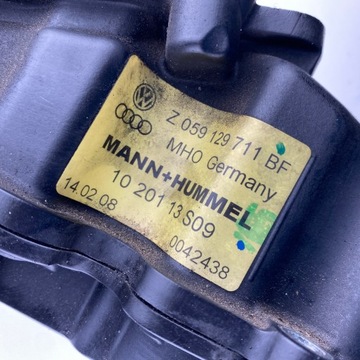 Z 059 129 711 BF
MHO Germany
MANN+HUMMEL
10 201 13 S09
14.02.08
0042438